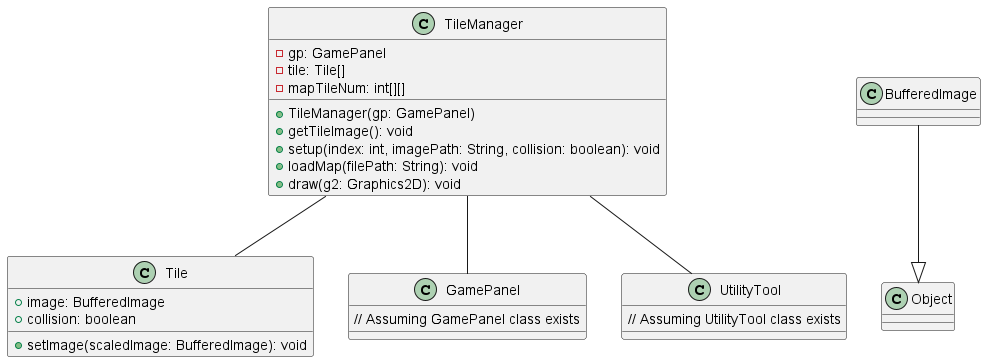 C TileManager
gp: GamePanel
tile: Tile[]
mapTileNum: int[][]
TileManager(gp: GamePanel)
getTileImage(): void
setup(index: int, imagePath: String, collision: boolean): void
loadMap(filePath: String): void
draw(g2: Graphics2D): void
C BufferedImage
C Tile
image: BufferedImage
collision: boolean
setImage(scaledImage: BufferedImage): void
C GamePanel
// Assuming GamePanel class exists
C UtilityTool
// Assuming UtilityTool class exists
C Object